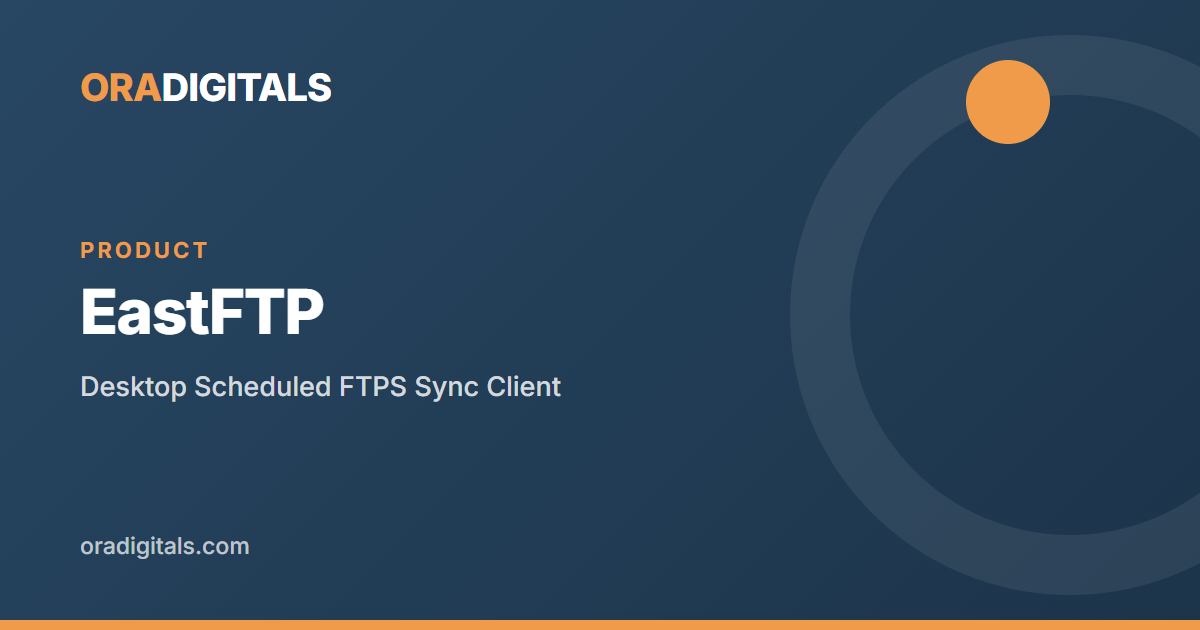 ORADIGITALS
PRODUCT
EastFTP
Desktop Scheduled FTPS Sync Client
oradigitals.com